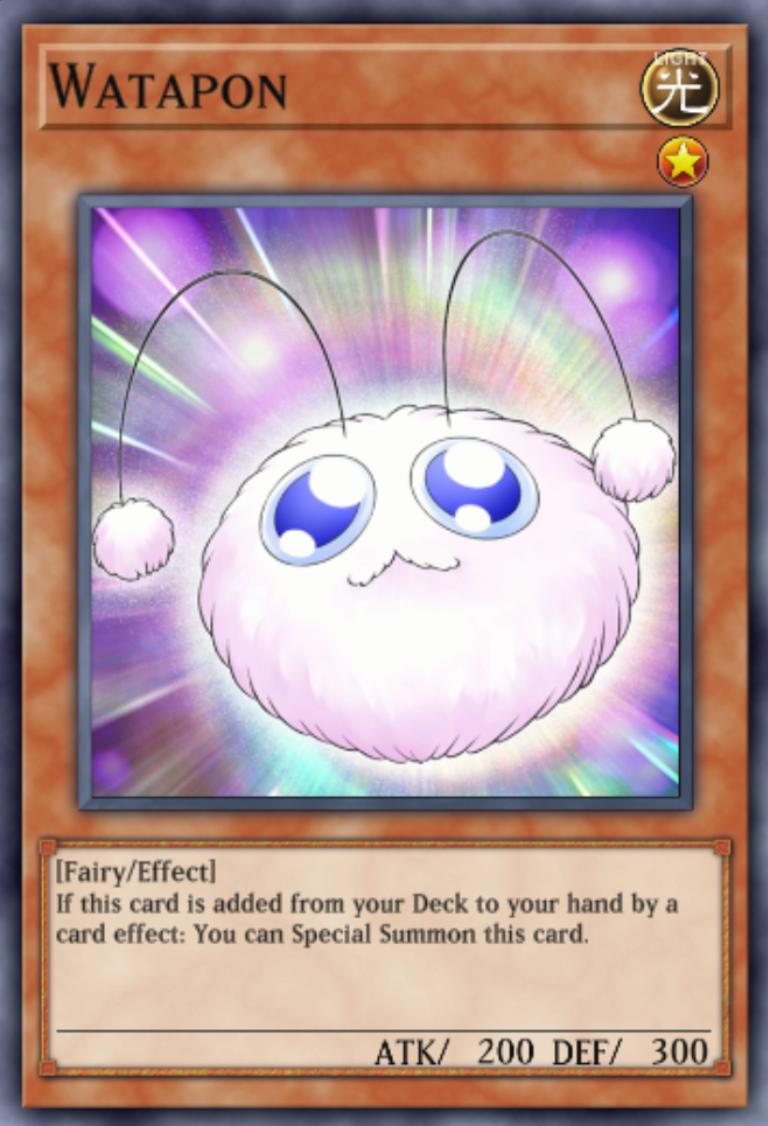 WATAPON
LIGHT
光
[Fairy/Effect]
If this card is added from your Deck to your hand by a
card effect: You can Special Summon this card.
ATK/ 200 DEF/ 300